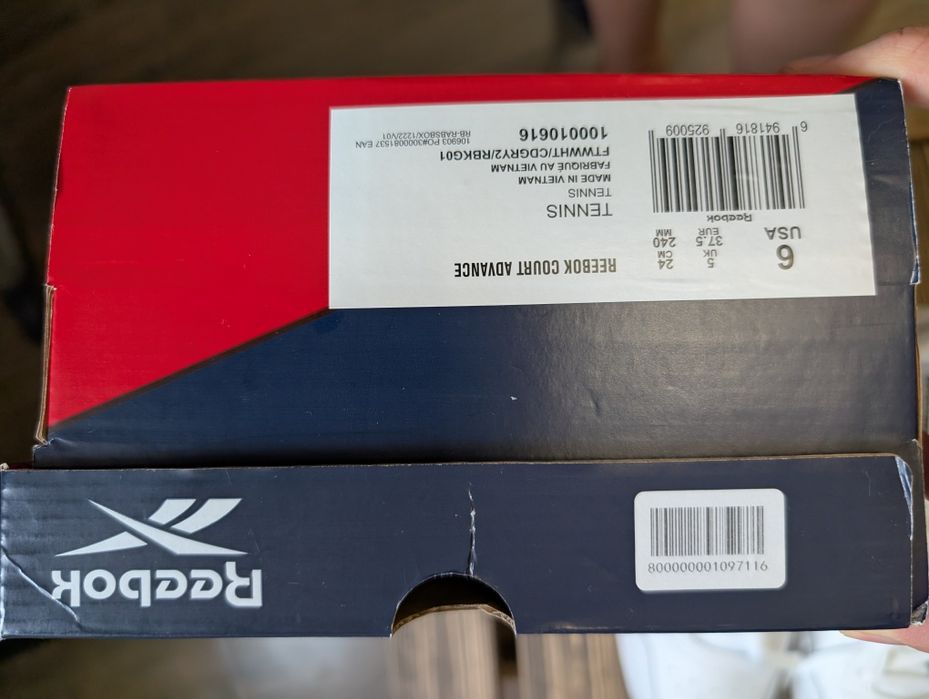 REEBOK COURT ADVANCE
TENNIS
TENNIS
MADE IN VIETNAM
FABRIQUÉ AU VIETNAM
FTWWHT/CDGRY2/RBKG01
100010616
106903 PO#3000081537 EAN
RB-RABSBOX/1222/V01
6 5 24
USA UK CM
37.5 240
EUR MM
Reebok
6 941816 925009
Reebok
800000001097116